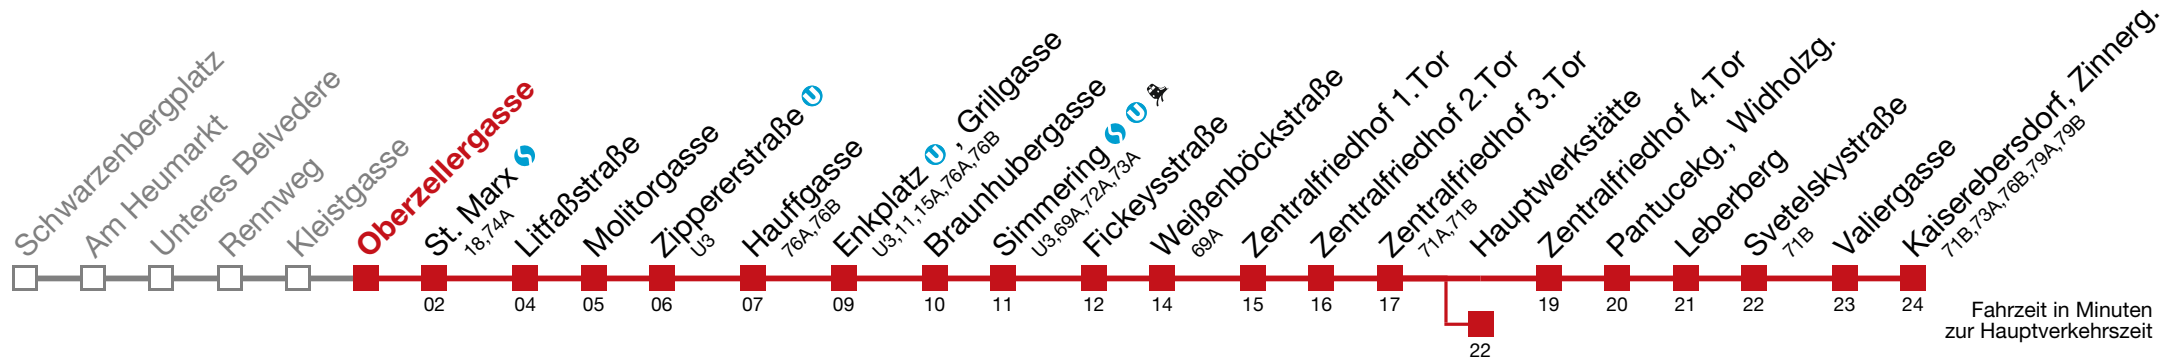 Schwarzenbergplatz
Am Heumarkt
Unteres Belvedere
Rennweg
Kleistgasse
Oberzellergasse
St. Marx
18,74A
Litfaßstraße
Molitorgasse
Zippererstraße U
U3
Hauffgasse
76A,76B
Enkplatz U , Grillgasse
U3,11,15A,76A,76B
Braunhubergasse
Simmering U
U3,69A,72A,73A
Fickeysstraße
Weißenböckstraße
69A
Zentralfriedhof 1.Tor
Zentralfriedhof 2.Tor
Zentralfriedhof 3.Tor
71A,71B
Hauptwerkstätte
Zentralfriedhof 4.Tor
Pantucekg., Widholzg.
Leberberg
Svetelskystraße
71B
Valiergasse
Kaiserebersdorf, Zinnerg.
71B,73A,76B,79A,79B
02 04 05 06 07 09 10 11 12 14 15 16 17 19 20 21 22 23 24
22
Fahrzeit in Minuten
zur Hauptverkehrszeit